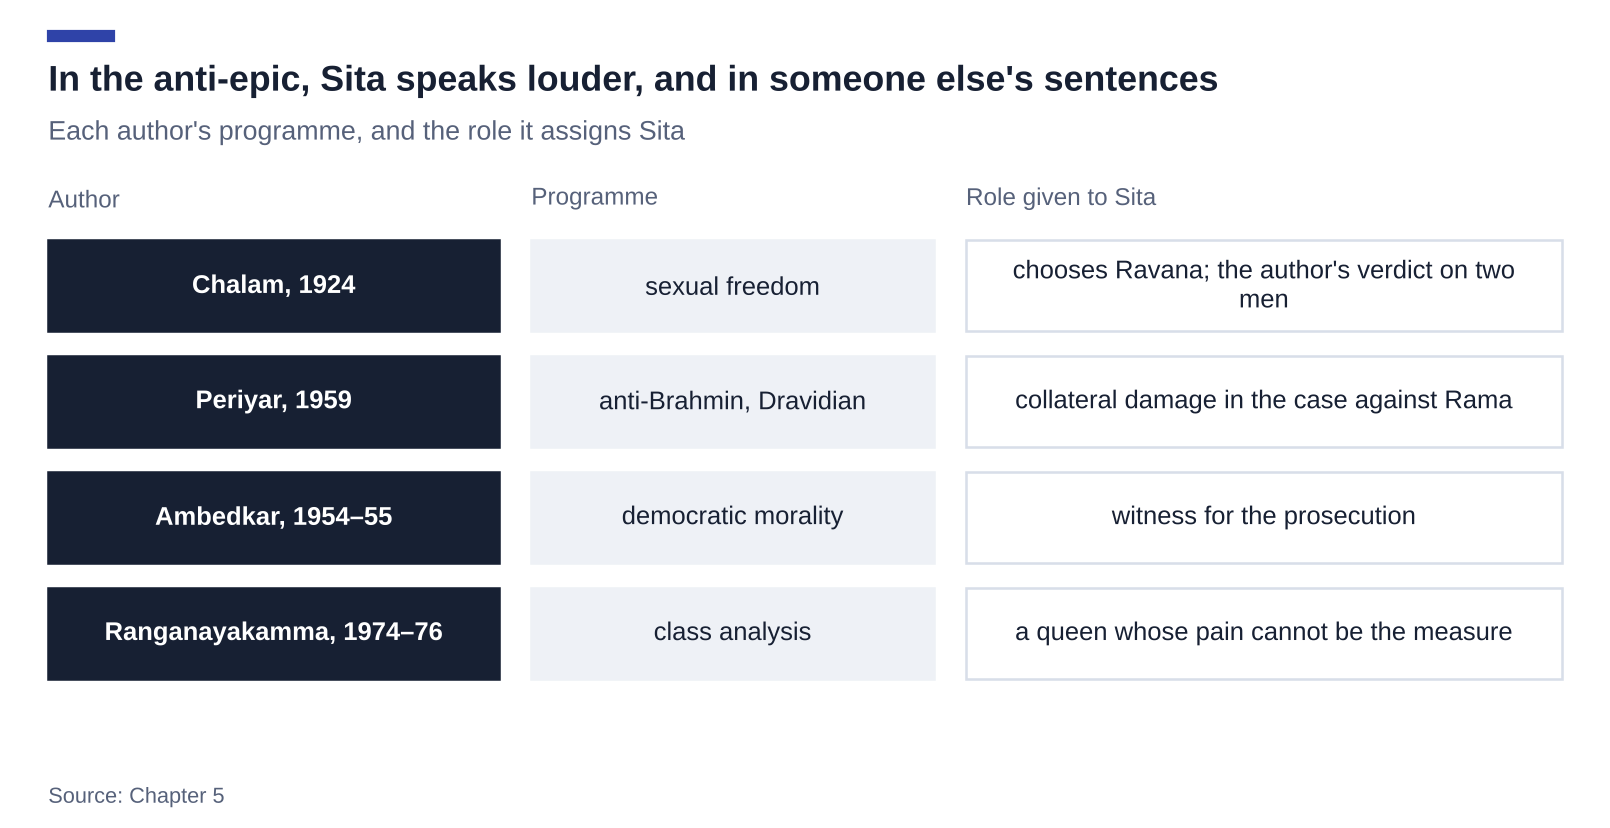 In the anti-epic, Sita speaks louder, and in someone else's sentences
Each author's programme, and the role it assigns Sita
Author
Programme
Role given to Sita
Chalam, 1924
sexual freedom
chooses Ravana; the author's verdict on two
men
Periyar, 1959
anti-Brahmin, Dravidian
collateral damage in the case against Rama
Ambedkar, 1954–55
democratic morality
witness for the prosecution
Ranganayakamma, 1974–76
class analysis
a queen whose pain cannot be the measure
Source: Chapter 5